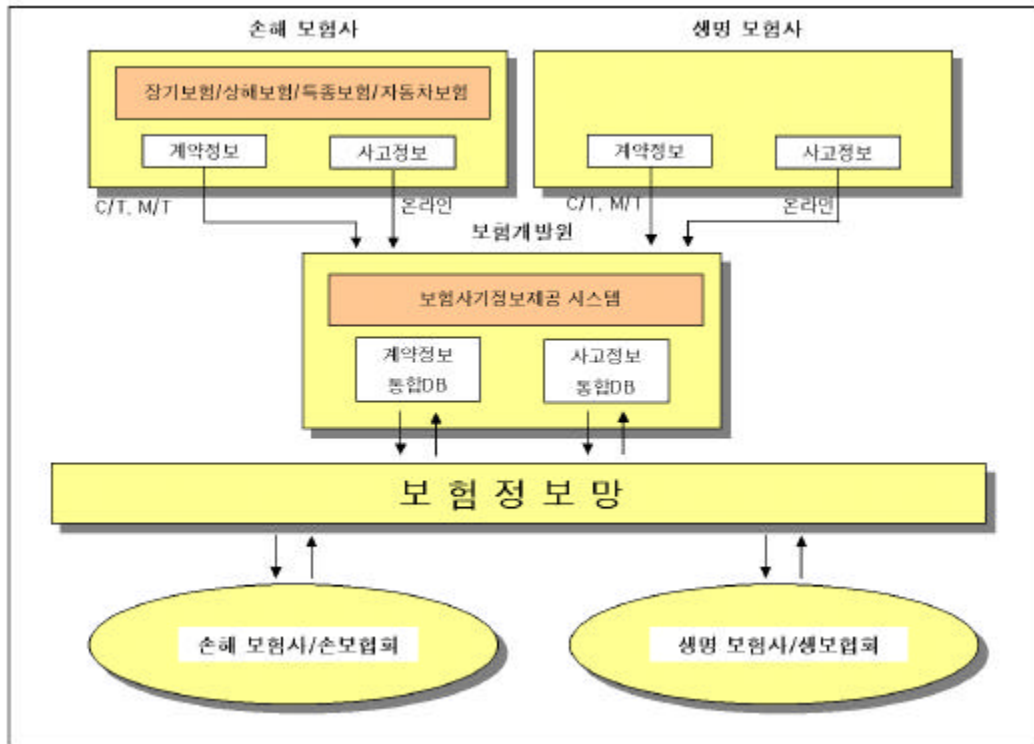 손해 보험사
생명 보험사
장기보험/상해보험/특종보험/자동차보험
계약정보
사고정보
계약정보
사고정보
C/T, M/T
온라인
C/T, M/T
온라인
보험개발원
보험사기정보제공 시스템
계약정보
통합DB
사고정보
통합DB
보험정보망
손해 보험사/손보협회
생명 보험사/생보협회